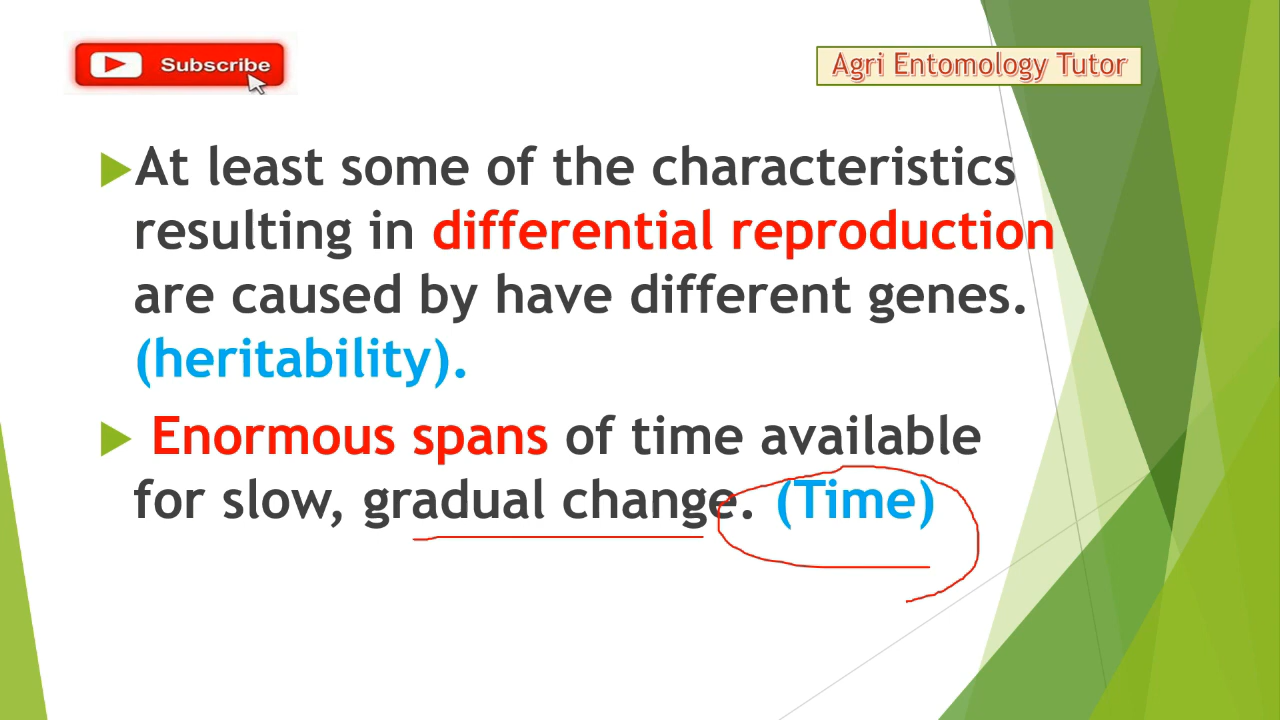 Subscribe
Agri Entomology Tutor
At least some of the characteristics
resulting in differential reproduction
are caused by have different genes.
(heritability).
Enormous spans of time available
for slow, gradual change. (Time)